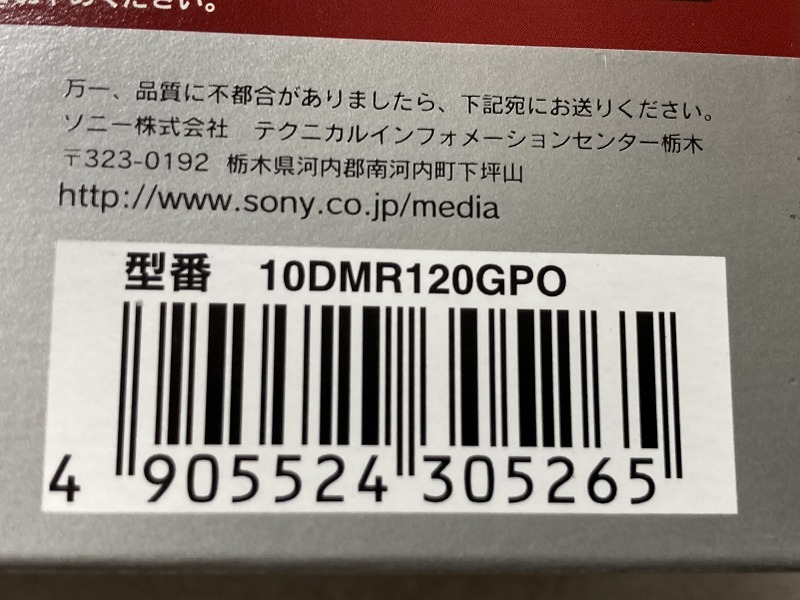 ください。
万一、品質に不都合がありましたら、下記宛にお送りください。
ソニー株式会社 テクニカルインフォメーションセンター栃木
〒323-0192 栃木県河内郡南河内町下坪山
http://www.sony.co.jp/media
型番 10DMR120GPO
4 905524 305265